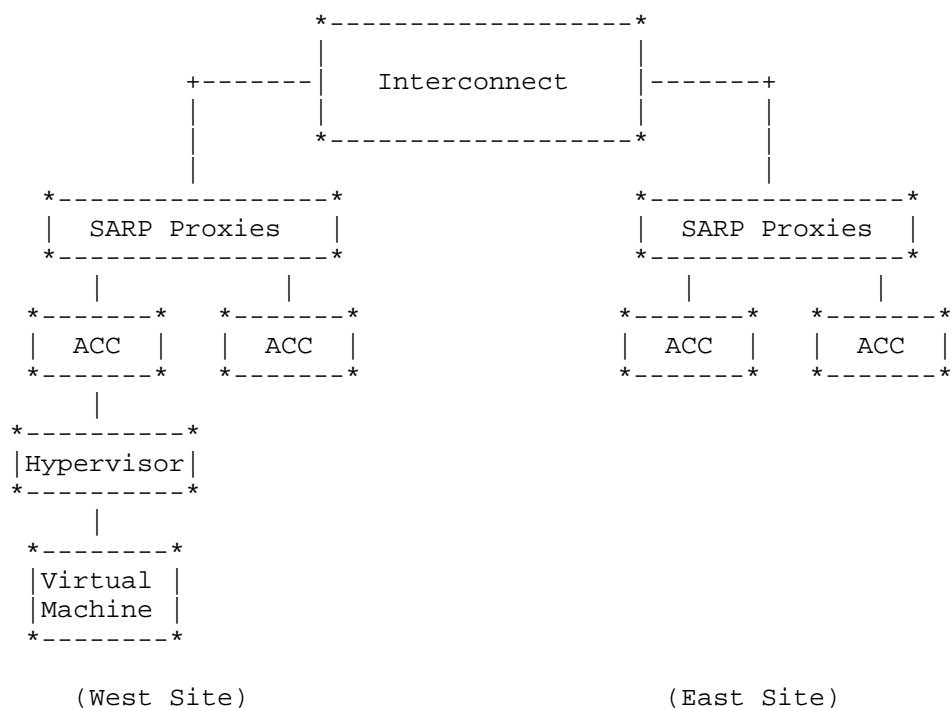 Interconnect
SARP Proxies SARP Proxies
ACC ACC ACC ACC
Hypervisor
Virtual
Machine
(West Site) (East Site)